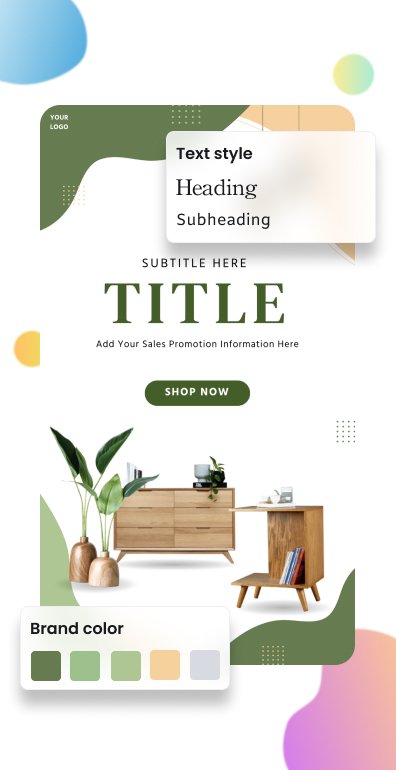 YOUR
LOGO
Text style
Heading
Subheading
SUBTITLE HERE
TITLE
Add Your Sales Promotion Information Here
SHOP NOW
Brand color